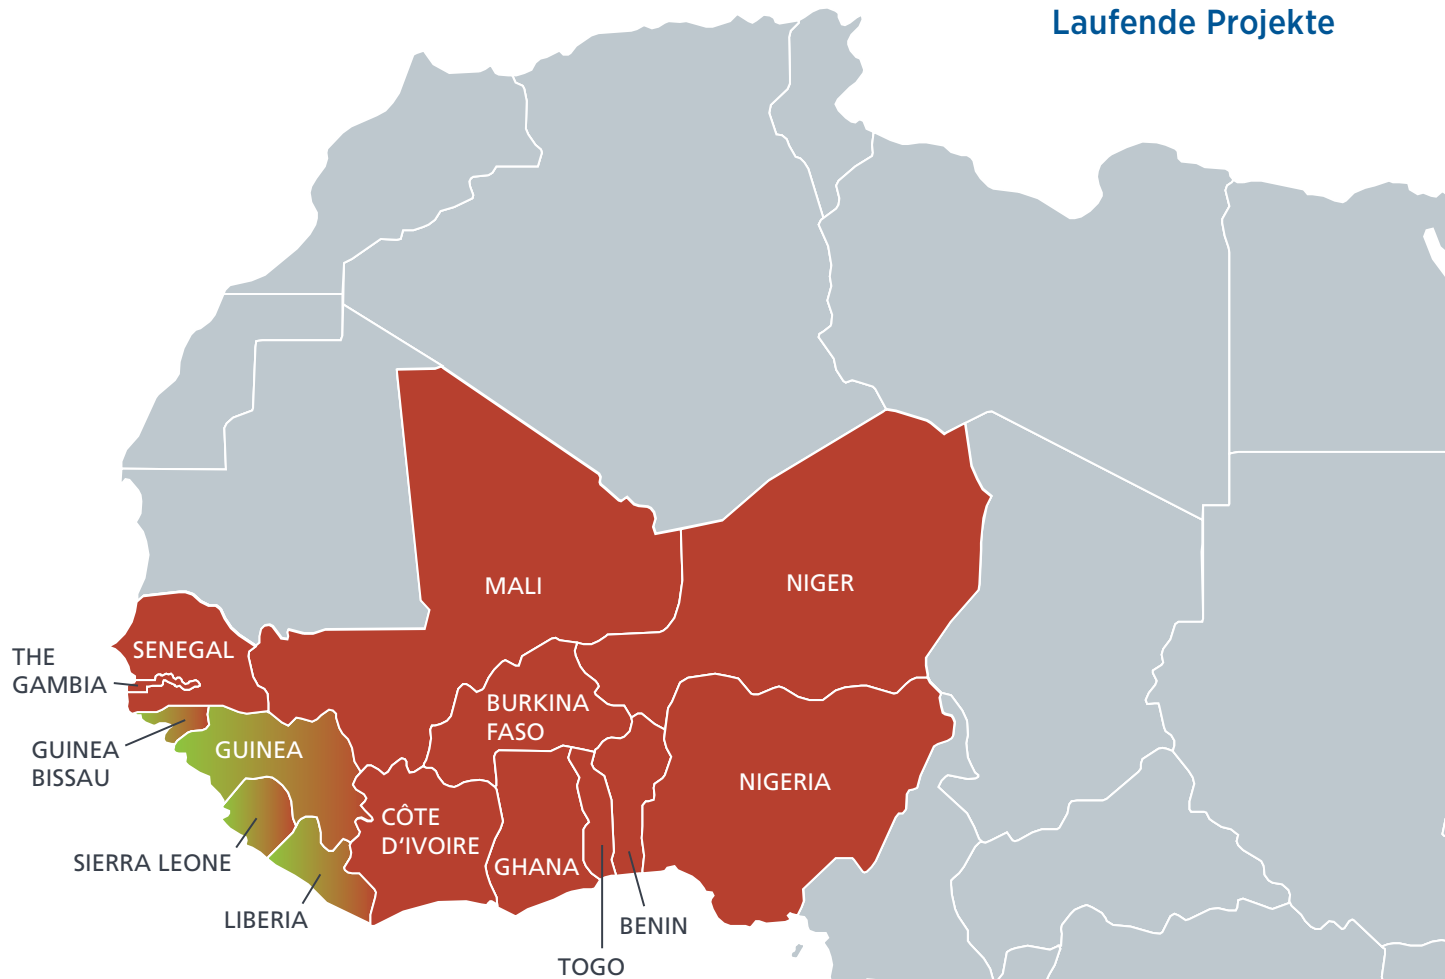 Laufende Projekte
MALI
NIGER
SENEGAL
THE
GAMBIA
BURKINA
FASO
GUINEA
BISSAU
GUINEA
NIGERIA
CÔTE
D‘IVOIRE
SIERRA LEONE
GHANA
LIBERIA
BENIN
TOGO